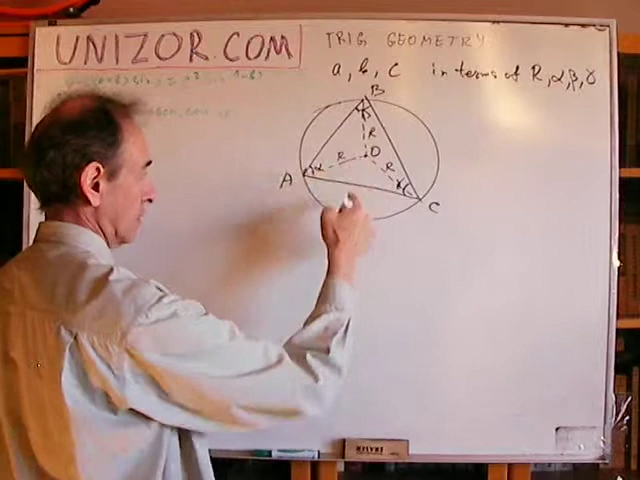 UNIZOR.COM
TRIG GEOMETRY
a, b, c in terms of R, α, β, γ
B
R
O
R
R
α
A
C